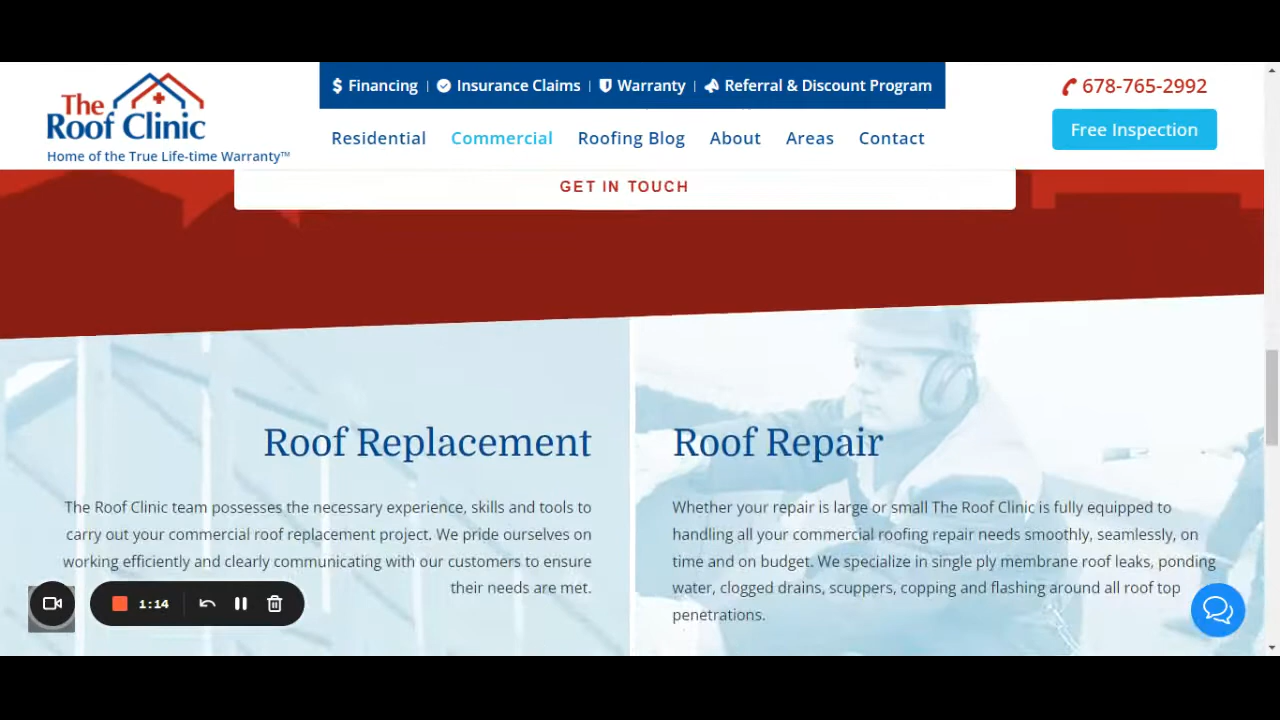 Financing | Insurance Claims | Warranty | Referral & Discount Program
678-765-2992
The
Roof Clinic
Home of the True Life-time Warranty™
Residential Commercial Roofing Blog About Areas Contact
Free Inspection
GET IN TOUCH
Roof Replacement
The Roof Clinic team possesses the necessary experience, skills and tools to
carry out your commercial roof replacement project. We pride ourselves on
working efficiently and clearly communicating with our customers to ensure
their needs are met.
Roof Repair
Whether your repair is large or small The Roof Clinic is fully equipped to
handling all your commercial roofing repair needs smoothly, seamlessly, on
time and on budget. We specialize in single ply membrane roof leaks, ponding
water, clogged drains, scuppers, copping and flashing around all roof top
penetrations.
1:14